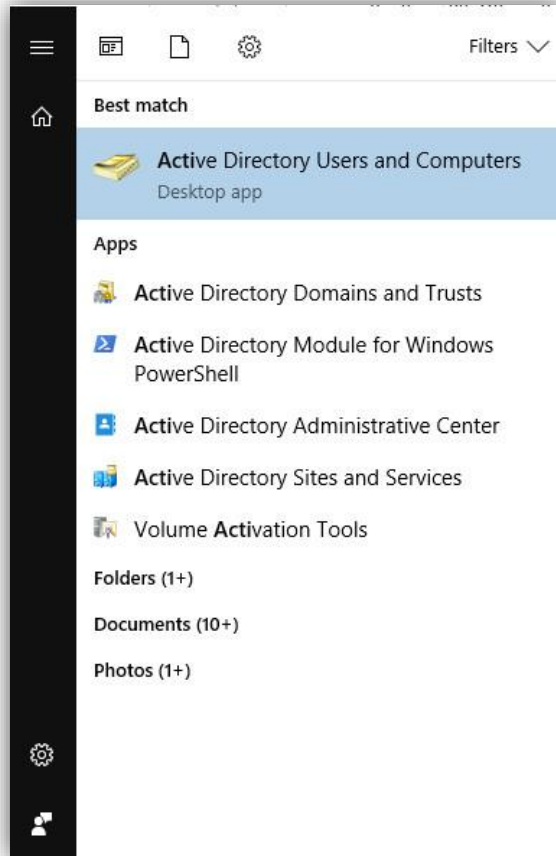 Filters
Best match
Active Directory Users and Computers
Desktop app
Apps
Active Directory Domains and Trusts
Active Directory Module for Windows
PowerShell
Active Directory Administrative Center
Active Directory Sites and Services
Volume Activation Tools
Folders (1+)
Documents (10+)
Photos (1+)